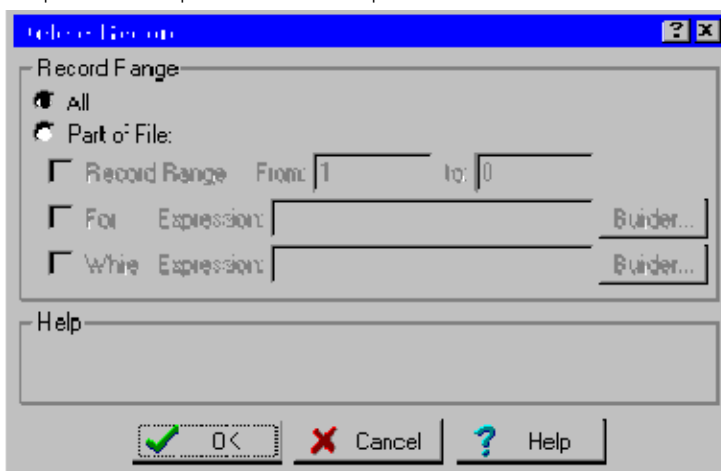 Record Range
All
Part of File:
Record Range From: 1 to: 0
For Expression: Builder...
While Expression: Builder...
Help
OK Cancel Help